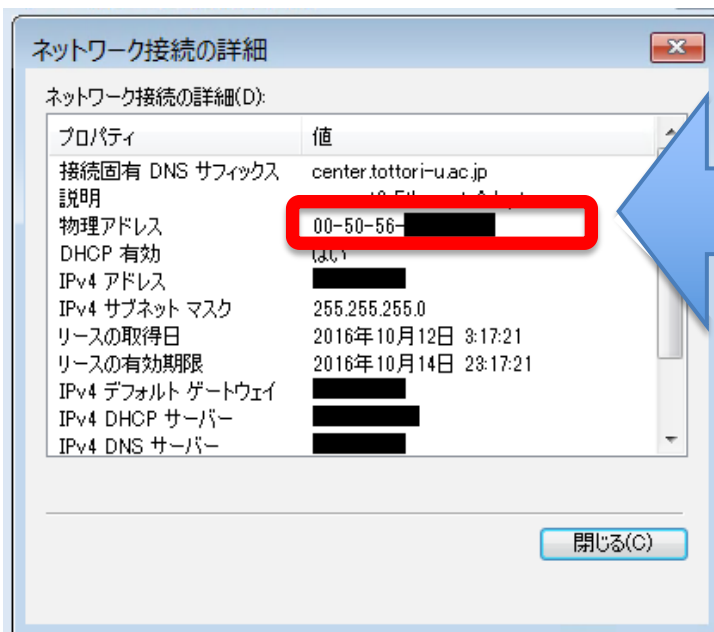 ネットワーク接続の詳細
ネットワーク接続の詳細(D):
プロパティ 値
接続固有 DNS サフィックス center.tottori-u.ac.jp
説明
物理アドレス 00-50-56-
DHCP 有効 はい
IPv4 アドレス
IPv4 サブネット マスク 255.255.255.0
リースの取得日 2016年10月12日 3:17:21
リースの有効期限 2016年10月14日 23:17:21
IPv4 デフォルト ゲートウェイ
IPv4 DHCP サーバー
IPv4 DNS サーバー
閉じる(C)